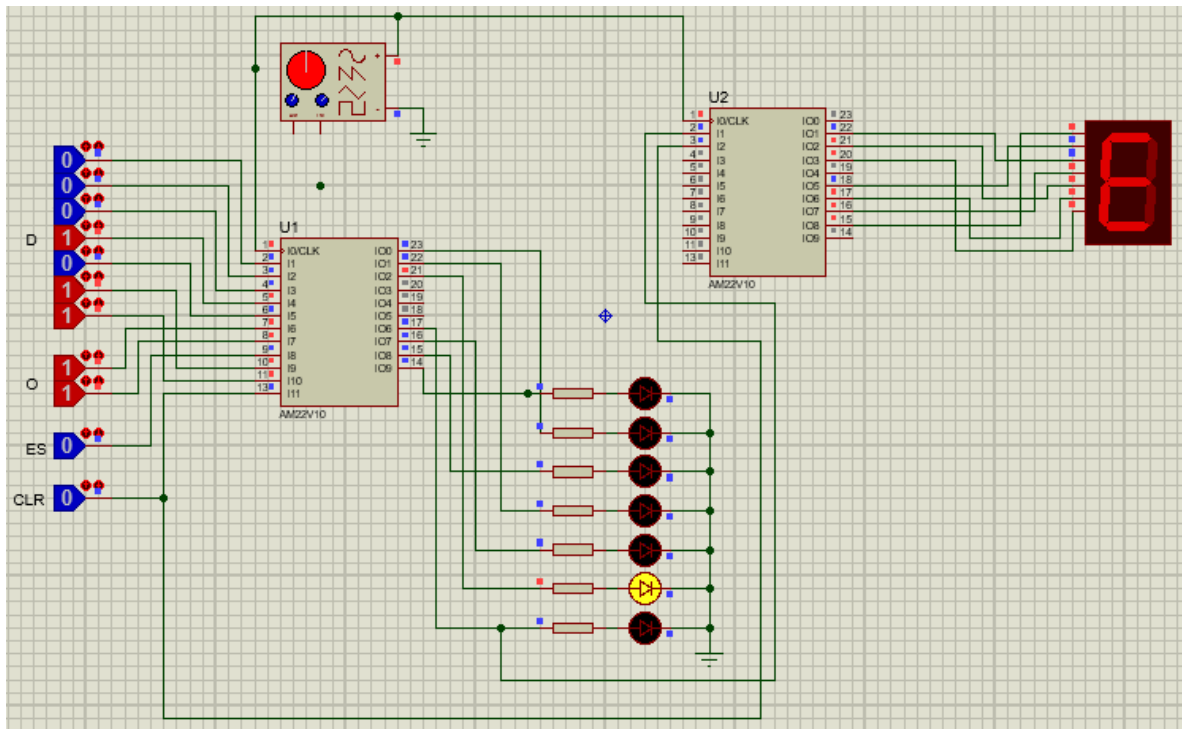 U2
1 I0/CLK IO0 23
2 I1 IO1 22
3 I2 IO2 21
4 I3 IO3 20
5 I4 IO4 19
6 I5 IO5 18
7 I6 IO6 17
8 I7 IO7 16
9 I8 IO8 15
10 I9 IO9 14
11 I10
13 I11
AM22V10
+
-
D
0
0
0
1
0
1
1
O
1
1
ES 0
CLR 0
U1
1 I0/CLK IO0 23
2 I1 IO1 22
3 I2 IO2 21
4 I3 IO3 20
5 I4 IO4 19
6 I5 IO5 18
7 I6 IO6 17
8 I7 IO7 16
9 I8 IO8 15
10 I9 IO9 14
11 I10
13 I11
AM22V10